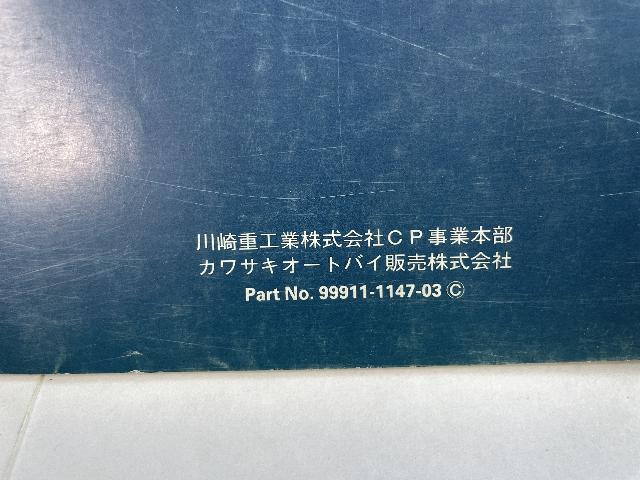 川崎重工業株式会社ＣＰ事業本部
カワサキオートバイ販売株式会社
Part No. 99911-1147-03 Ⓒ